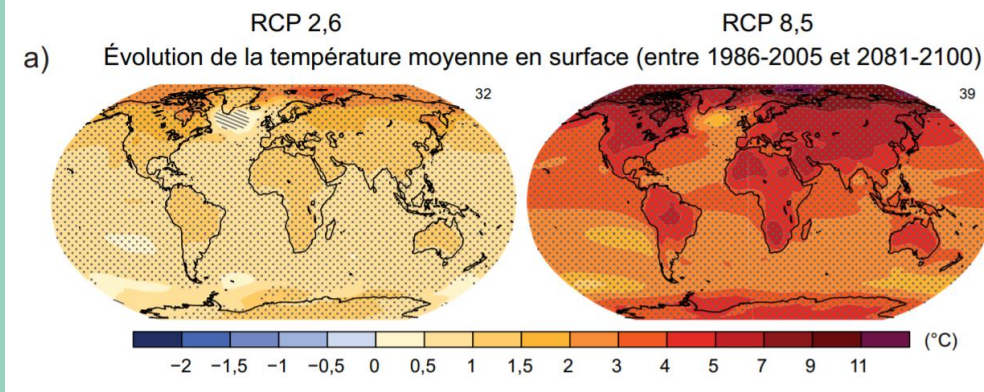 RCP 2,6 RCP 8,5
a) Évolution de la température moyenne en surface (entre 1986-2005 et 2081-2100)
32 39
−2 −1,5 −1 −0,5 0 0,5 1 1,5 2 3 4 5 7 9 11 (°C)